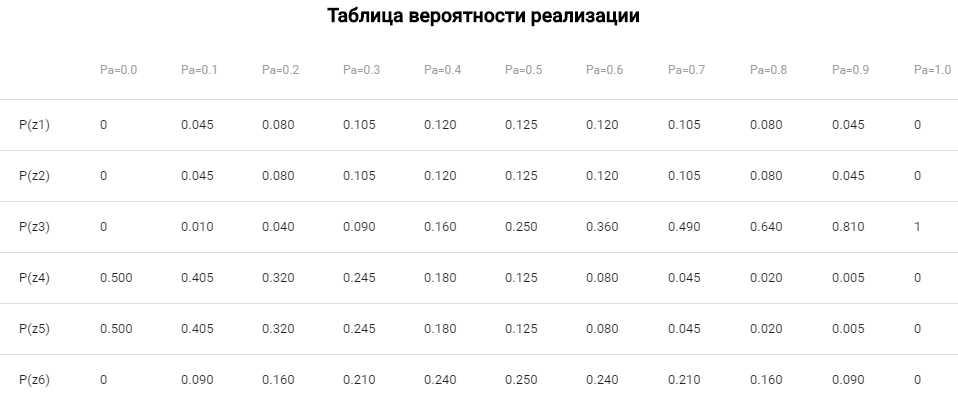 Таблица вероятности реализации
Pa=0.0 Pa=0.1 Pa=0.2 Pa=0.3 Pa=0.4 Pa=0.5 Pa=0.6 Pa=0.7 Pa=0.8 Pa=0.9 Pa=1.0
P(z1) 0 0.045 0.080 0.105 0.120 0.125 0.120 0.105 0.080 0.045 0
P(z2) 0 0.045 0.080 0.105 0.120 0.125 0.120 0.105 0.080 0.045 0
P(z3) 0 0.010 0.040 0.090 0.160 0.250 0.360 0.490 0.640 0.810 1
P(z4) 0.500 0.405 0.320 0.245 0.180 0.125 0.080 0.045 0.020 0.005 0
P(z5) 0.500 0.405 0.320 0.245 0.180 0.125 0.080 0.045 0.020 0.005 0
P(z6) 0 0.090 0.160 0.210 0.240 0.250 0.240 0.210 0.160 0.090 0